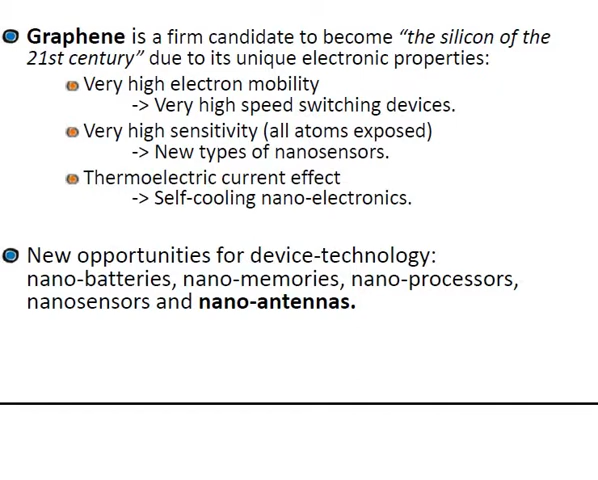 Graphene is a firm candidate to become “the silicon of the
21st century” due to its unique electronic properties:
Very high electron mobility
-> Very high speed switching devices.
Very high sensitivity (all atoms exposed)
-> New types of nanosensors.
Thermoelectric current effect
-> Self-cooling nano-electronics.
New opportunities for device-technology:
nano-batteries, nano-memories, nano-processors,
nanosensors and nano-antennas.